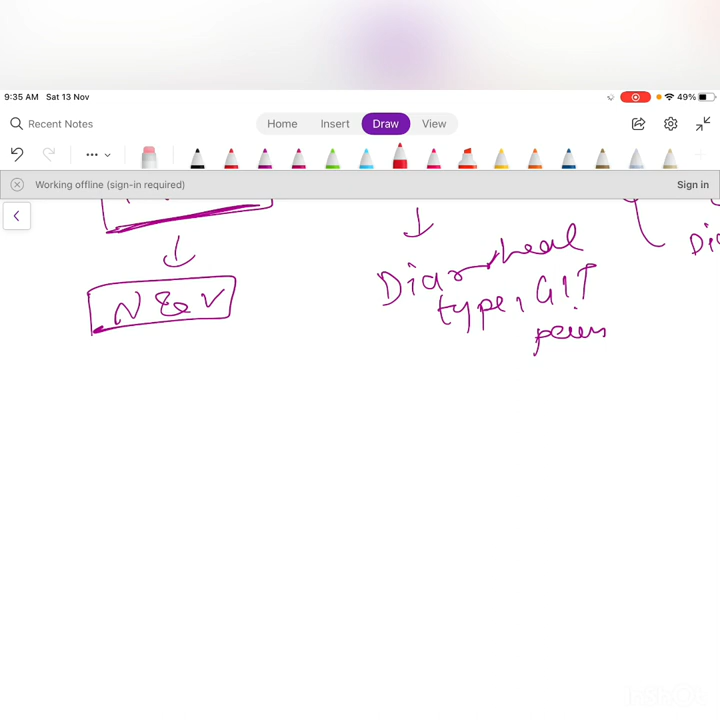 9:35 AM Sat 13 Nov
49%
Recent Notes
Home Insert Draw View
Working offline (sign-in required)
Sign in
N & V
Diarrheal
type, GIT
pain